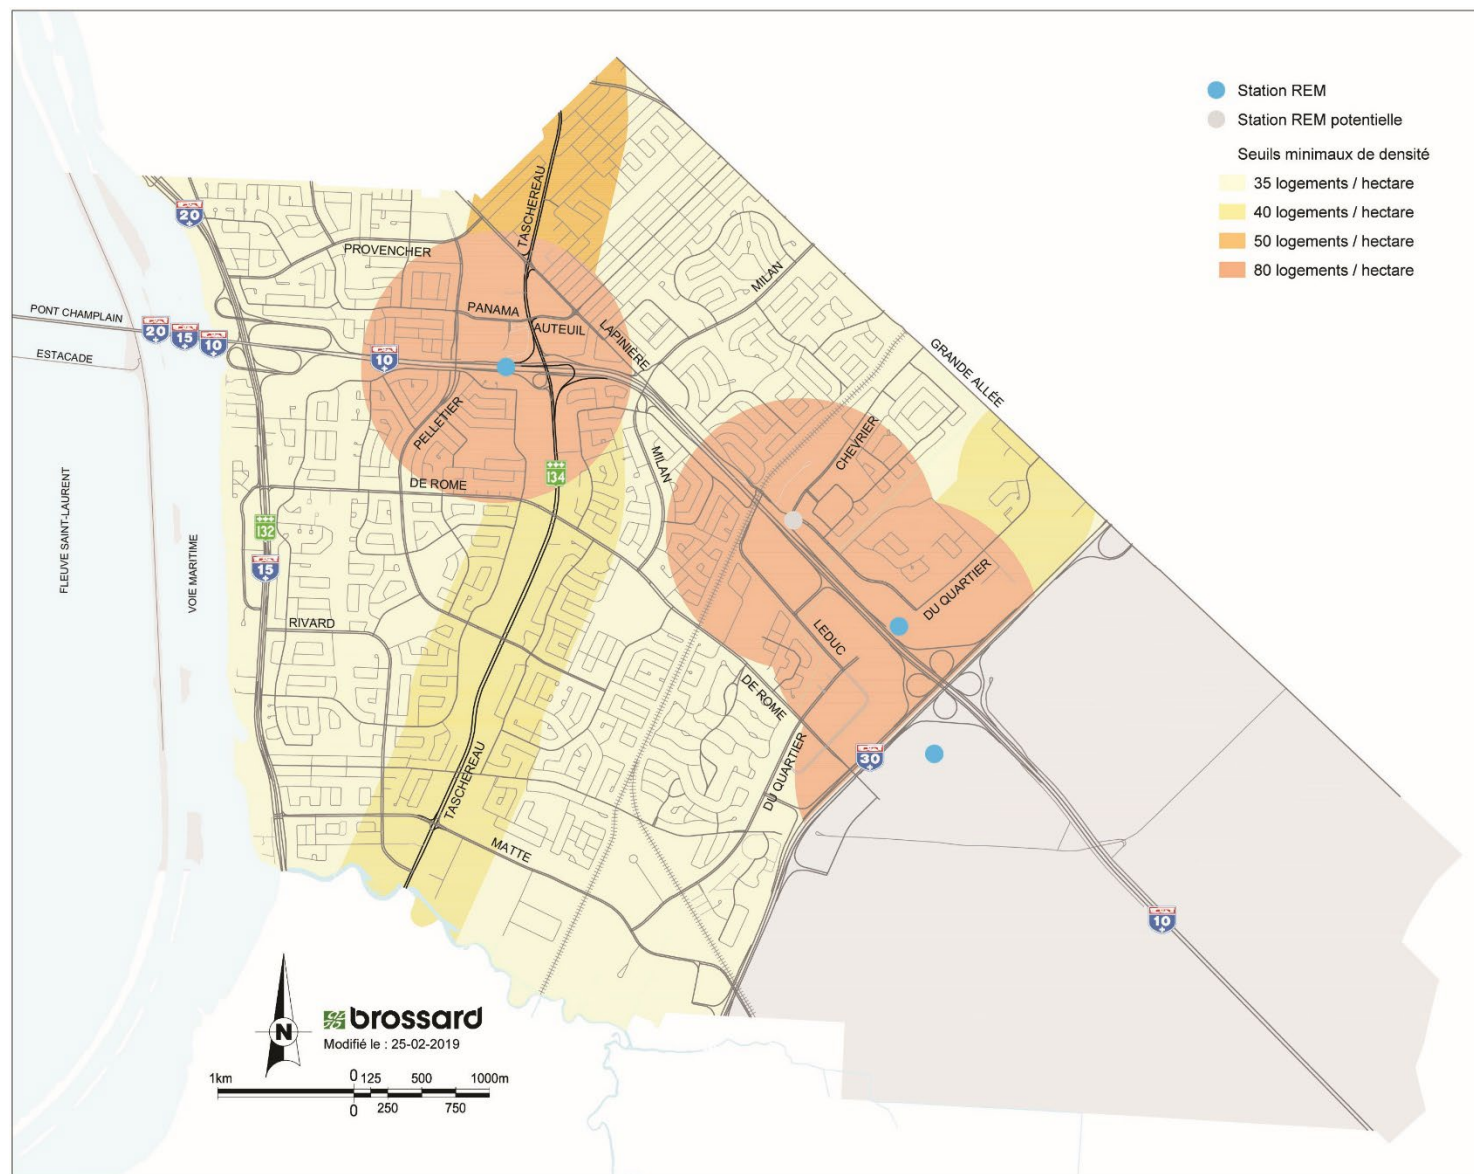 Station REM
Station REM potentielle
Seuils minimaux de densité
35 logements / hectare
40 logements / hectare
50 logements / hectare
80 logements / hectare
20
TASCHEREAU
PROVENCHER
MILAN
PANAMA
PONT CHAMPLAIN
20
15
10
AUTEUIL
LAPINIÈRE
ESTACADE
10
GRANDE ALLÉE
PELLETIER
CHEVRIER
MILAN
134
DE ROME
FLEUVE SAINT-LAURENT
132
VOIE MARITIME
15
DU QUARTIER
RIVARD
LEDUC
DE ROME
30
DU QUARTIER
TASCHEREAU
MATTE
10
N
brossard
Modifié le : 25-02-2019
1km 0 125 500 1000m
0 250 750